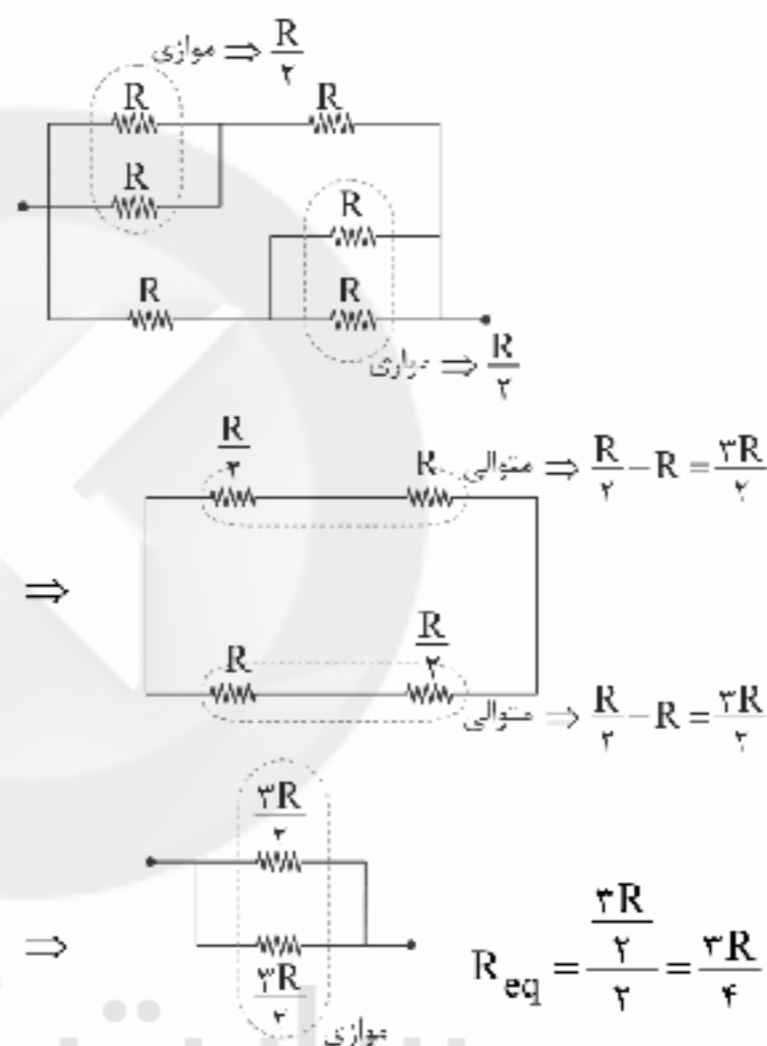 موازی ⇒ R/۲
R R
R
R
R R
موازی ⇒ R/۲
R/۲ R متوالی ⇒ R/۲ − R = ۳R/۲
⇒
R R/۲
متوالی ⇒ R/۲ − R = ۳R/۲
۳R/۲
⇒ R_eq = (۳R/۲)/۲ = ۳R/۴
۳R/۲
موازی